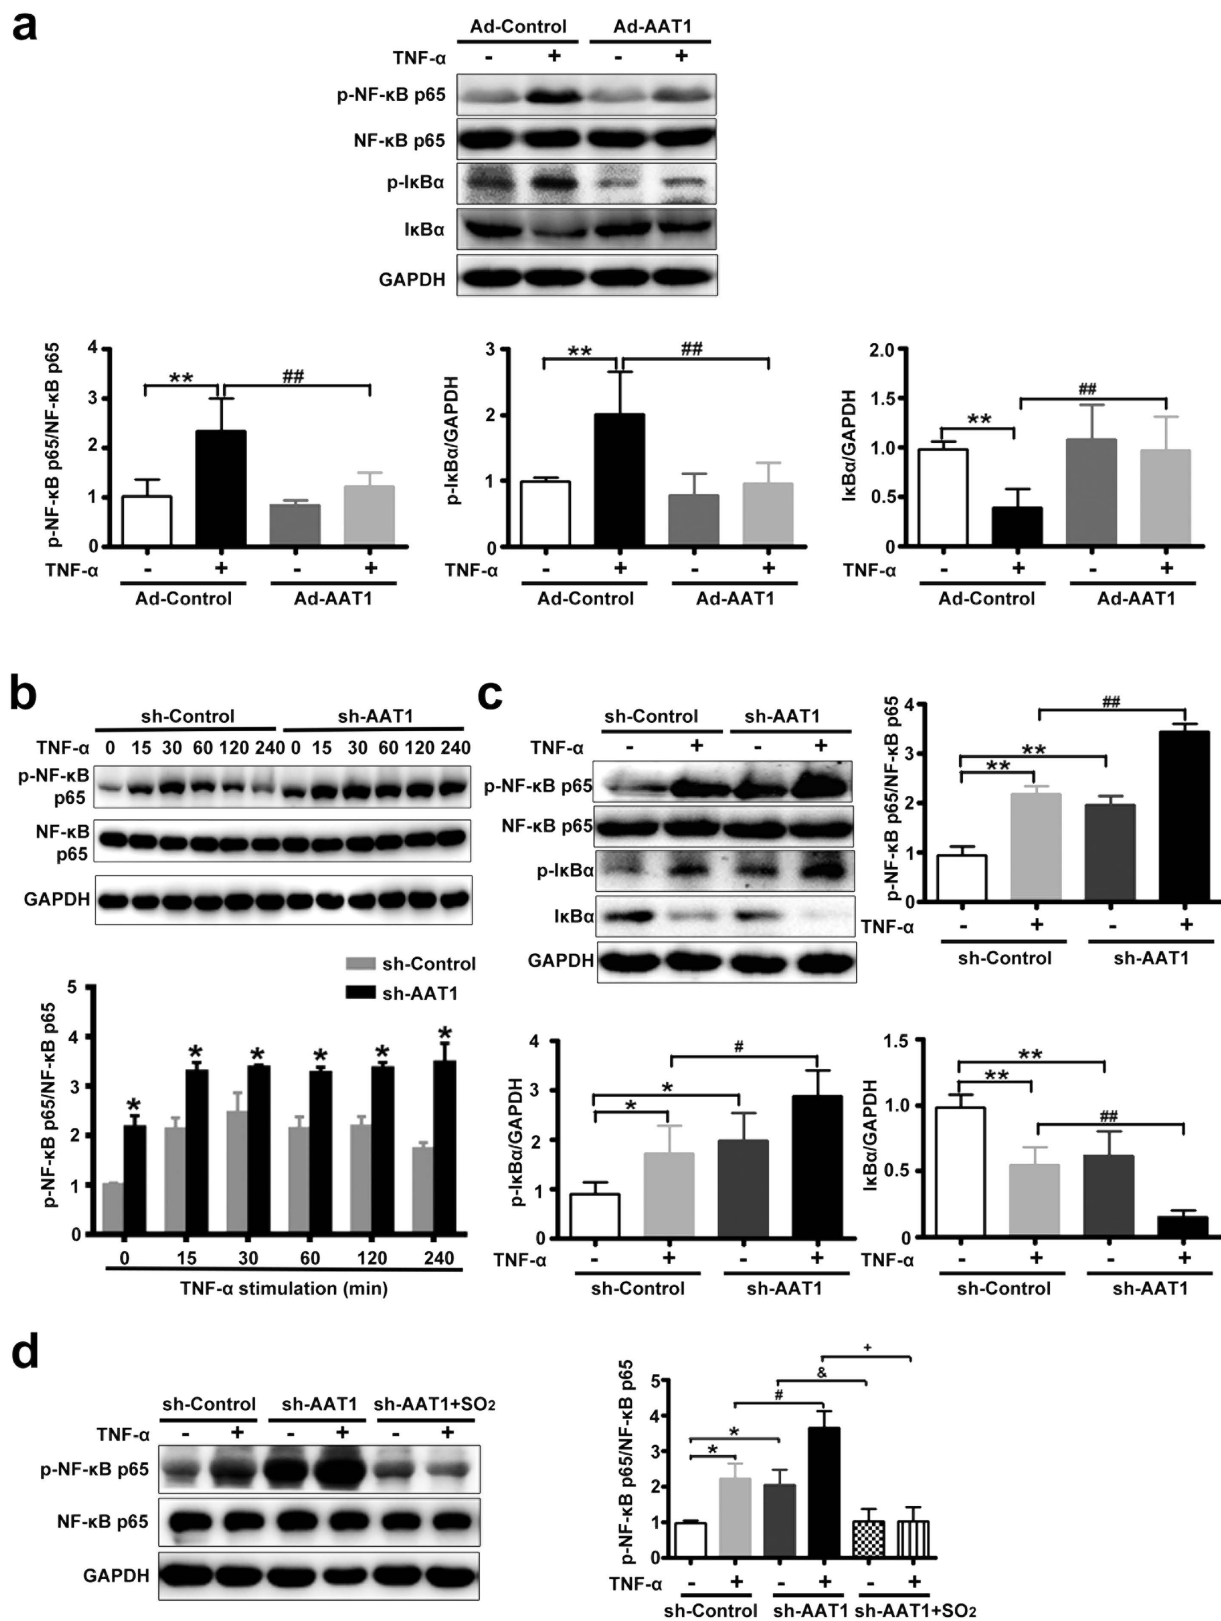 a
Ad-Control Ad-AAT1
TNF-α - + - +
p-NF-κB p65
NF-κB p65
p-IκBα
IκBα
GAPDH
p-NF-κB p65/NF-κB p65
4
3
2
1
0
** ##
TNF-α - + - +
Ad-Control Ad-AAT1
p-IκBα/GAPDH
3
2
1
0
** ##
TNF-α - + - +
Ad-Control Ad-AAT1
IκBα/GAPDH
2.0
1.5
1.0
0.5
0
** ##
TNF-α - + - +
Ad-Control Ad-AAT1
b
sh-Control sh-AAT1
TNF-α 0 15 30 60 120 240 0 15 30 60 120 240
p-NF-κB
p65
NF-κB
p65
GAPDH
sh-Control
sh-AAT1
p-NF-κB p65/NF-κB p65
5
4
3
2
1
0
* * * * * *
0 15 30 60 120 240
TNF-α stimulation (min)
c
sh-Control sh-AAT1
TNF-α - + - +
p-NF-κB p65
NF-κB p65
p-IκBα
IκBα
GAPDH
p-NF-κB p65/NF-κB p65
4
3
2
1
0
##
**
**
TNF-α - + - +
sh-Control sh-AAT1
p-IκBα/GAPDH
4
3
2
1
0
#
*
*
TNF-α - + - +
sh-Control sh-AAT1
IκBα/GAPDH
1.5
1.0
0.5
0
**
**
##
TNF-α - + - +
sh-Control sh-AAT1
d
sh-Control sh-AAT1 sh-AAT1+SO₂
TNF-α - + - + - +
p-NF-κB p65
NF-κB p65
GAPDH
p-NF-κB p65/NF-κB p65
5
4
3
2
1
0
+
&
#
*
*
TNF-α - + - + - +
sh-Control sh-AAT1 sh-AAT1+SO₂